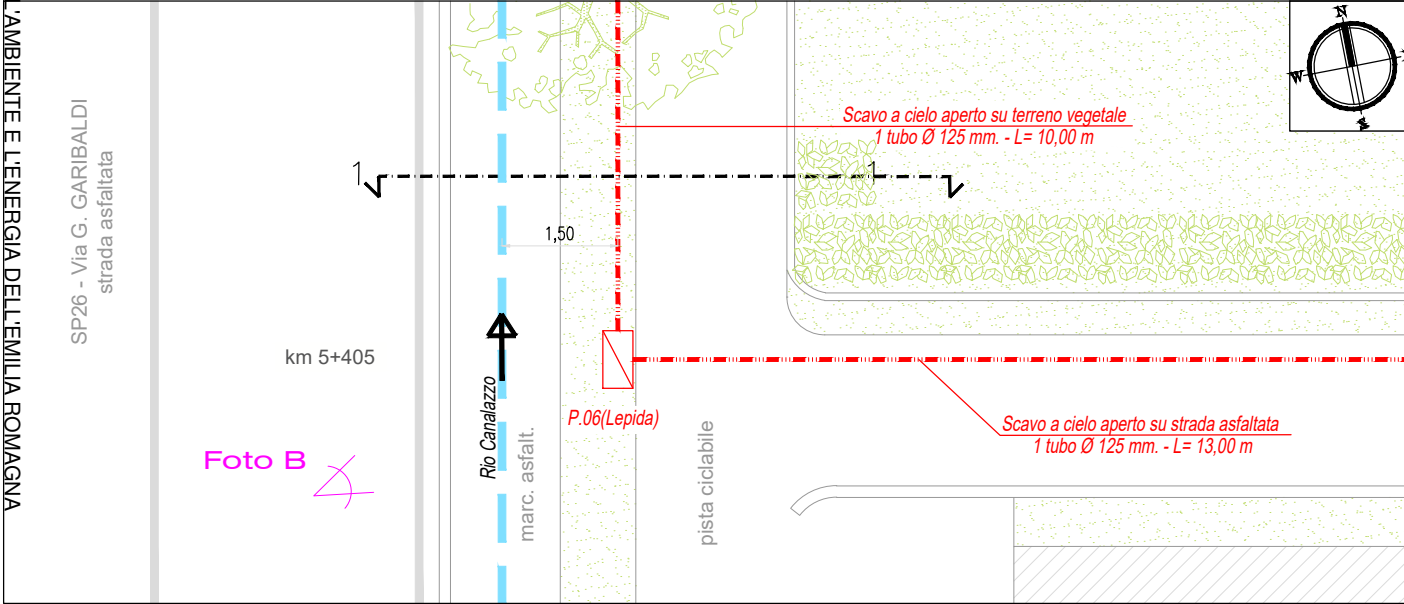 L'AMBIENTE E L'ENERGIA DELL'EMILIA ROMAGNA
SP26 - Via G. GARIBALDI
strada asfaltata
N
W
S
Scavo a cielo aperto su terreno vegetale
1 tubo Ø 125 mm. - L= 10,00 m
1
1
1,50
km 5+405
Rio Canalazzo
marc. asfalt.
P.06(Lepida)
pista ciclabile
Scavo a cielo aperto su strada asfaltata
1 tubo Ø 125 mm. - L= 13,00 m
Foto B